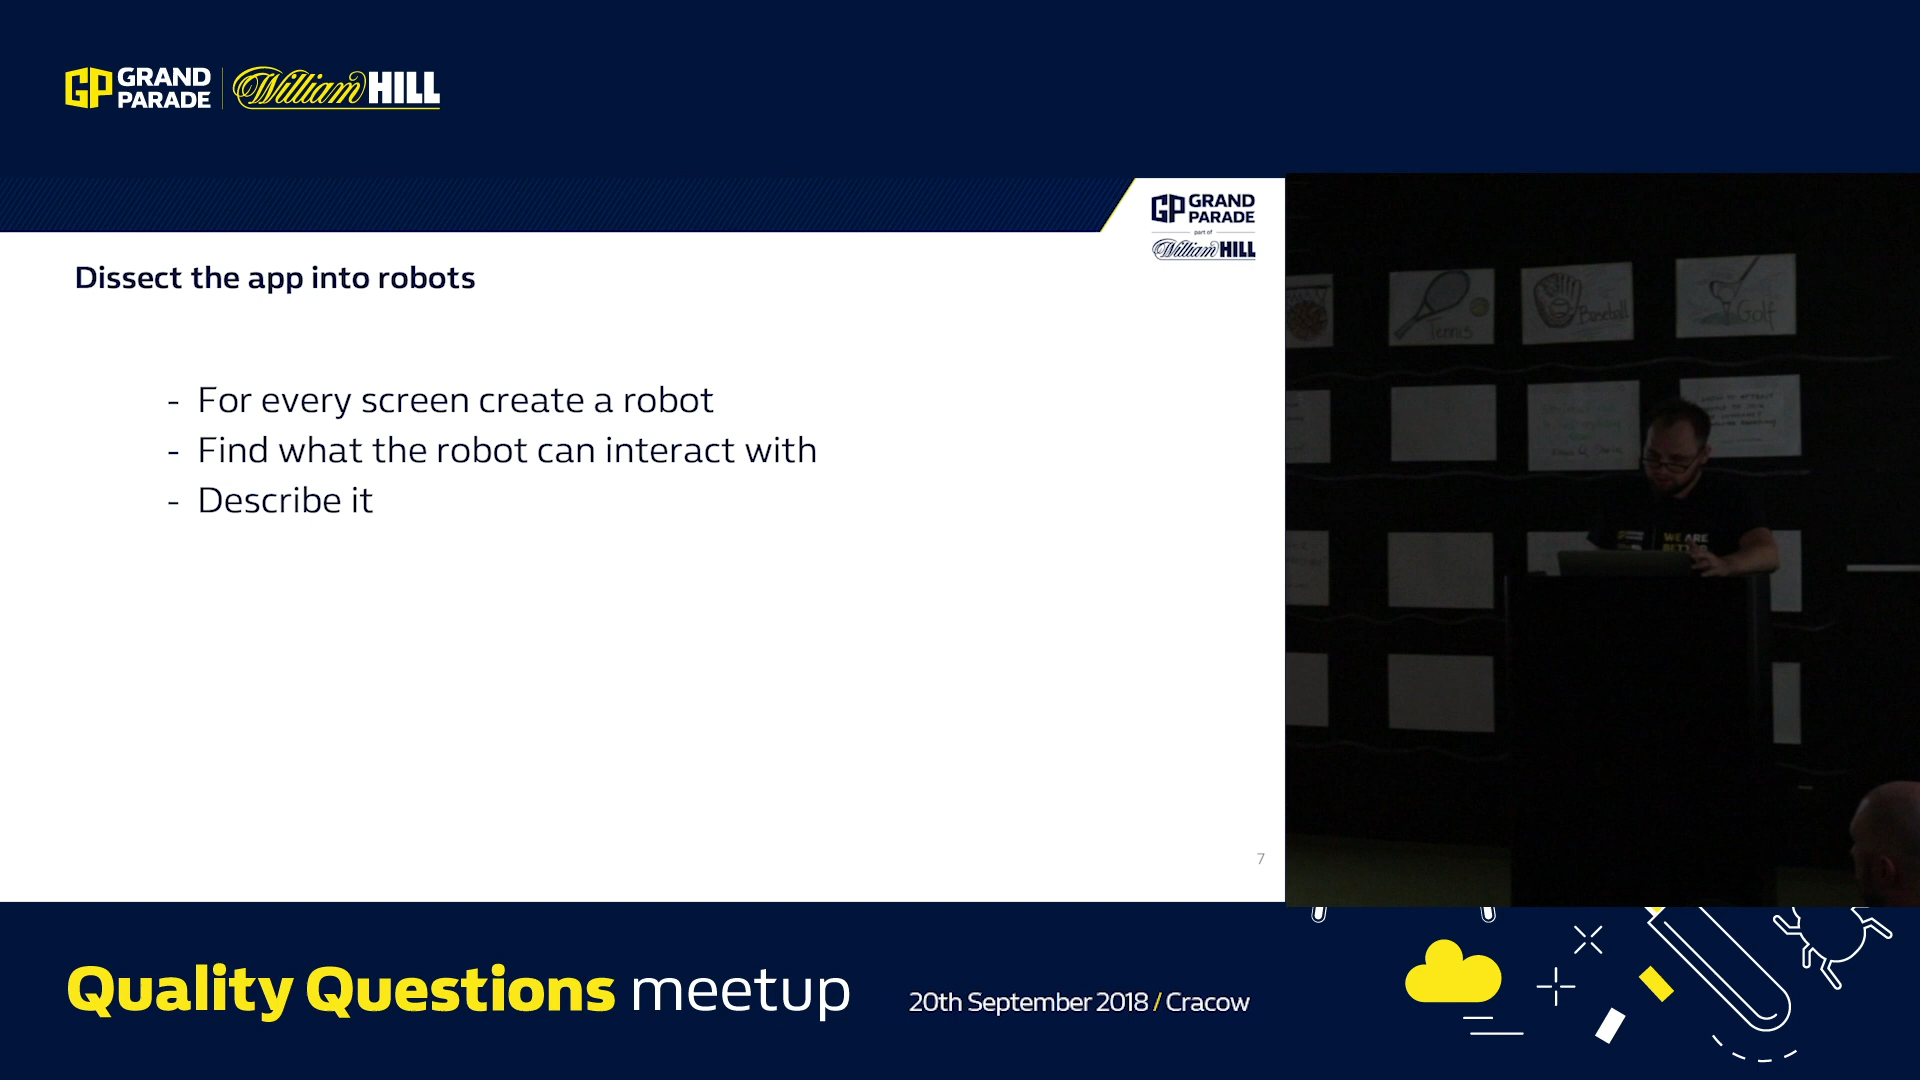 GP GRAND PARADE William HILL
GP GRAND PARADE
part of
William HILL
Dissect the app into robots
- For every screen create a robot
- Find what the robot can interact with
- Describe it
7
Tennis
Baseball
Golf
WE ARE
Quality Questions meetup
20th September 2018 / Cracow